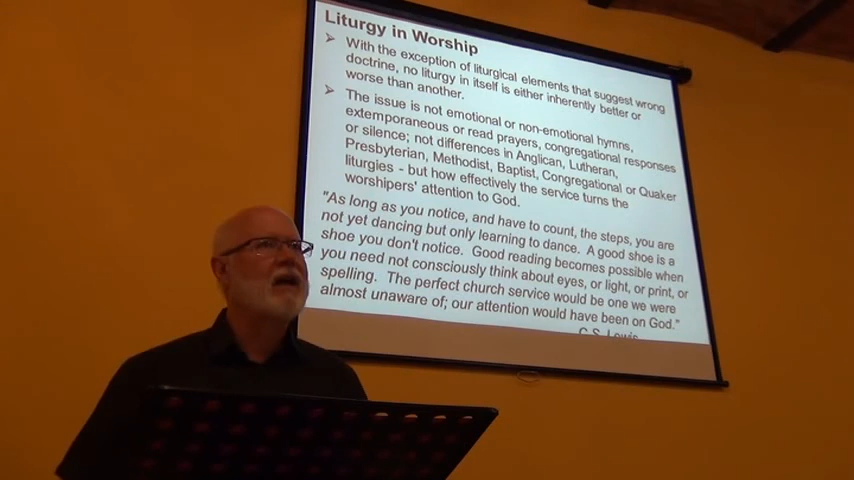 Liturgy in Worship
➢ With the exception of liturgical elements that suggest wrong
doctrine, no liturgy in itself is either inherently better or
worse than another.
➢ The issue is not emotional or non-emotional hymns,
extemporaneous or read prayers, congregational responses
or silence; not differences in Anglican, Lutheran,
Presbyterian, Methodist, Baptist, Congregational or Quaker
liturgies - but how effectively the service turns the
worshipers' attention to God.
"As long as you notice, and have to count, the steps, you are
not yet dancing but only learning to dance. A good shoe is a
shoe you don't notice. Good reading becomes possible when
you need not consciously think about eyes, or light, or print, or
spelling. The perfect church service would be one we were
almost unaware of; our attention would have been on God."
C.S. Lewis